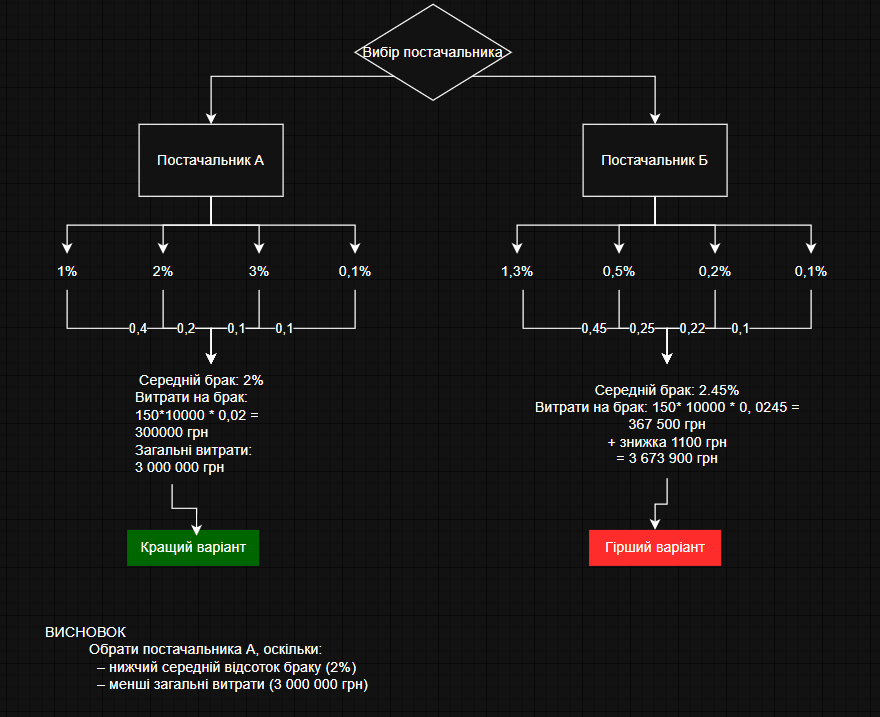 Вибір постачальника
Постачальник А
Постачальник Б
1%
2%
3%
0,1%
1,3%
0,5%
0,2%
0,1%
0,4
0,2
0,1
0,1
0,45
0,25
0,22
0,1
Середній брак: 2%
Витрати на брак:
150*10000 * 0,02 =
300000 грн
Загальні витрати:
3 000 000 грн
Середній брак: 2.45%
Витрати на брак: 150* 10000 * 0, 0245 =
367 500 грн
+ знижка 1100 грн
= 3 673 900 грн
Кращий варіант
Гірший варіант
ВИСНОВОК
Обрати постачальника А, оскільки:
– нижчий середній відсоток браку (2%)
– менші загальні витрати (3 000 000 грн)